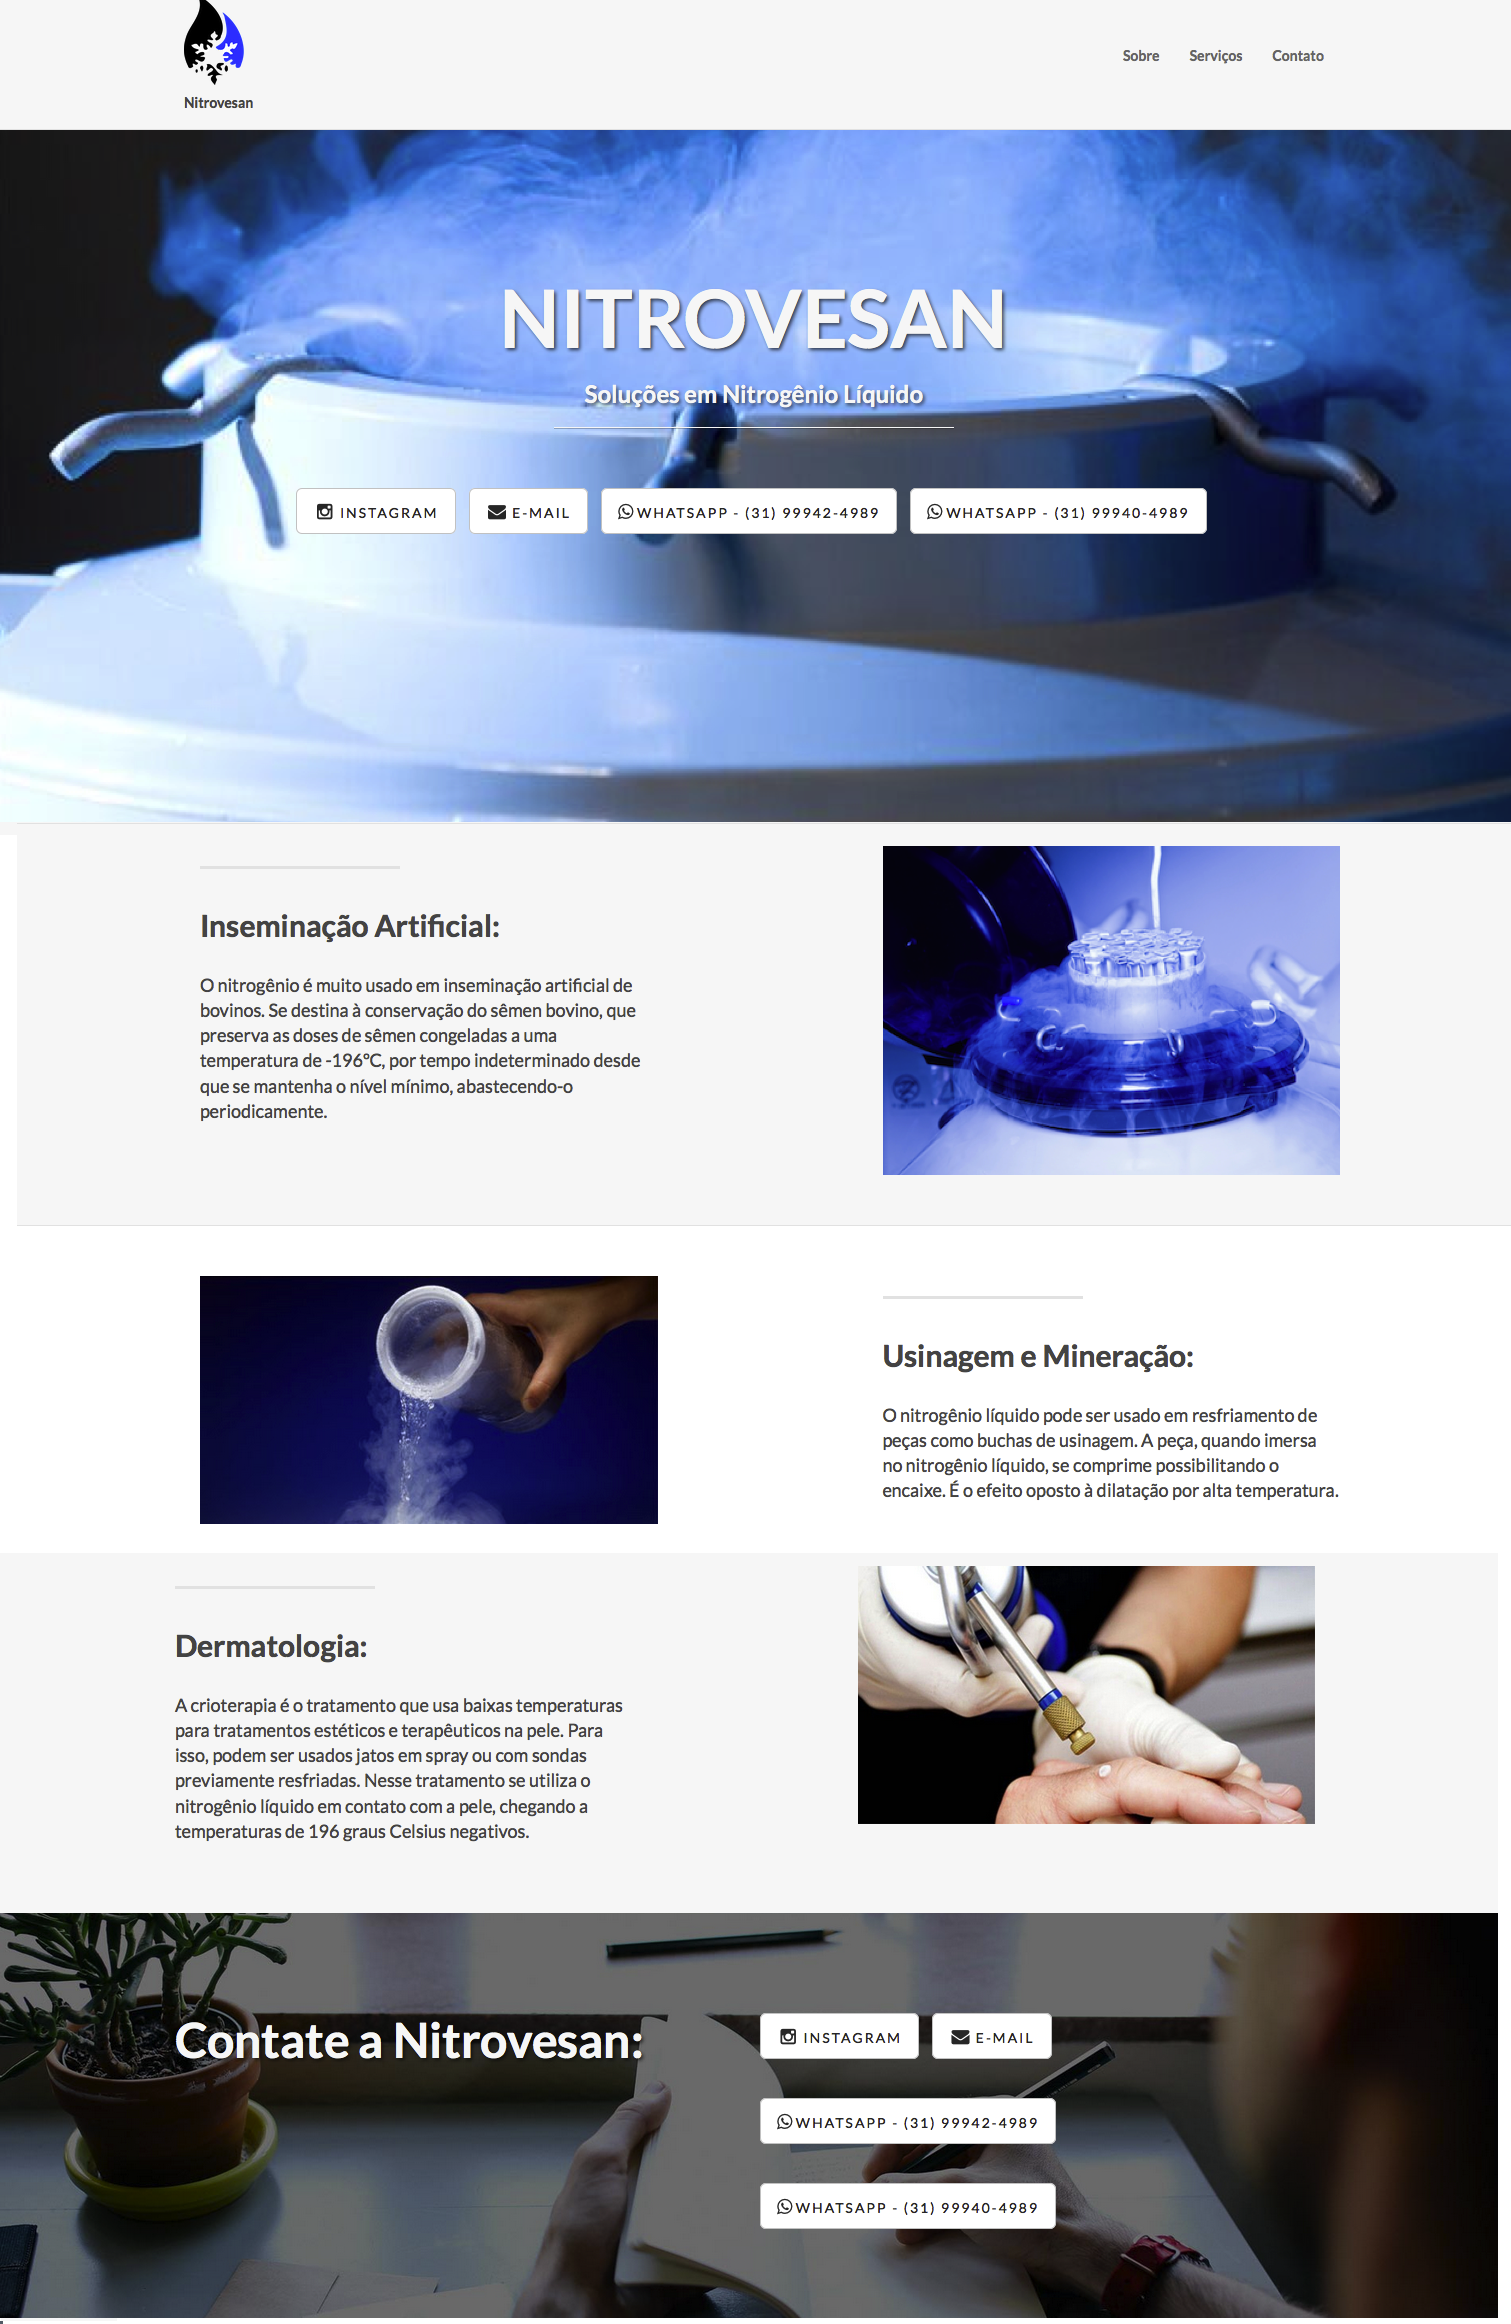 Nitrovesan
Sobre Serviços Contato
NITROVESAN
Soluções em Nitrogênio Líquido
INSTAGRAM
E-MAIL
WHATSAPP - (31) 99942-4989
WHATSAPP - (31) 99940-4989
Inseminação Artificial:
O nitrogênio é muito usado em inseminação artificial de
bovinos. Se destina à conservação do sêmen bovino, que
preserva as doses de sêmen congeladas a uma
temperatura de -196°C, por tempo indeterminado desde
que se mantenha o nível mínimo, abastecendo-o
periodicamente.
Usinagem e Mineração:
O nitrogênio líquido pode ser usado em resfriamento de
peças como buchas de usinagem. A peça, quando imersa
no nitrogênio líquido, se comprime possibilitando o
encaixe. É o efeito oposto à dilatação por alta temperatura.
Dermatologia:
A crioterapia é o tratamento que usa baixas temperaturas
para tratamentos estéticos e terapêuticos na pele. Para
isso, podem ser usados jatos em spray ou com sondas
previamente resfriadas. Nesse tratamento se utiliza o
nitrogênio líquido em contato com a pele, chegando a
temperaturas de 196 graus Celsius negativos.
Contate a Nitrovesan:
INSTAGRAM
E-MAIL
WHATSAPP - (31) 99942-4989
WHATSAPP - (31) 99940-4989